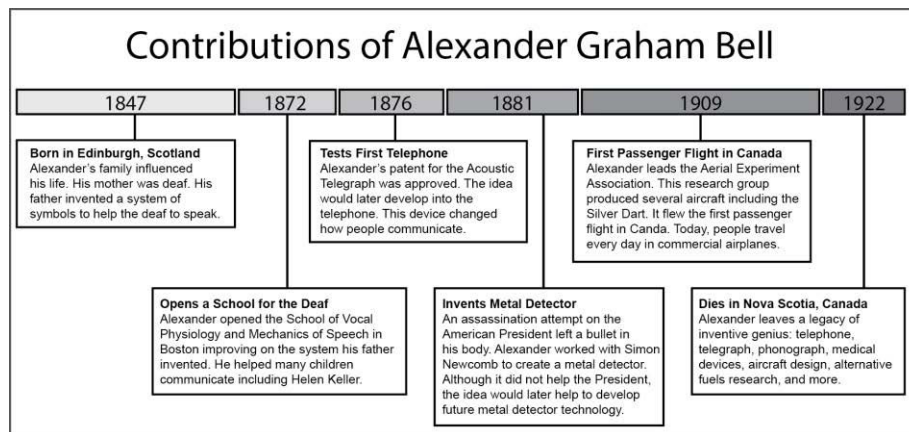 Contributions of Alexander Graham Bell
1847
1872
1876
1881
1909
1922
Born in Edinburgh, Scotland
Alexander's family influenced
his life. His mother was deaf. His
father invented a system of
symbols to help the deaf to speak.
Tests First Telephone
Alexander's patent for the Acoustic
Telegraph was approved. The idea
would later develop into the
telephone. This device changed
how people communicate.
First Passenger Flight in Canada
Alexander leads the Aerial Experiment
Association. This research group
produced several aircraft including the
Silver Dart. It flew the first passenger
flight in Canda. Today, people travel
every day in commercial airplanes.
Opens a School for the Deaf
Alexander opened the School of Vocal
Physiology and Mechanics of Speech in
Boston improving on the system his father
invented. He helped many children
communicate including Helen Keller.
Invents Metal Detector
An assassination attempt on the
American President left a bullet in
his body. Alexander worked with Simon
Newcomb to create a metal detector.
Although it did not help the President,
the idea would later help to develop
future metal detector technology.
Dies in Nova Scotia, Canada
Alexander leaves a legacy of
inventive genius: telephone,
telegraph, phonograph, medical
devices, aircraft design, alternative
fuels research, and more.